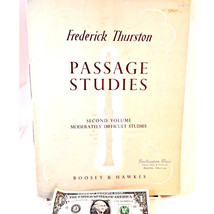 Frederick Thurston
PASSAGE
STUDIES
SECOND VOLUME
MODERATELY DIFFICULT STUDIES
BOOSEY & HAWKES